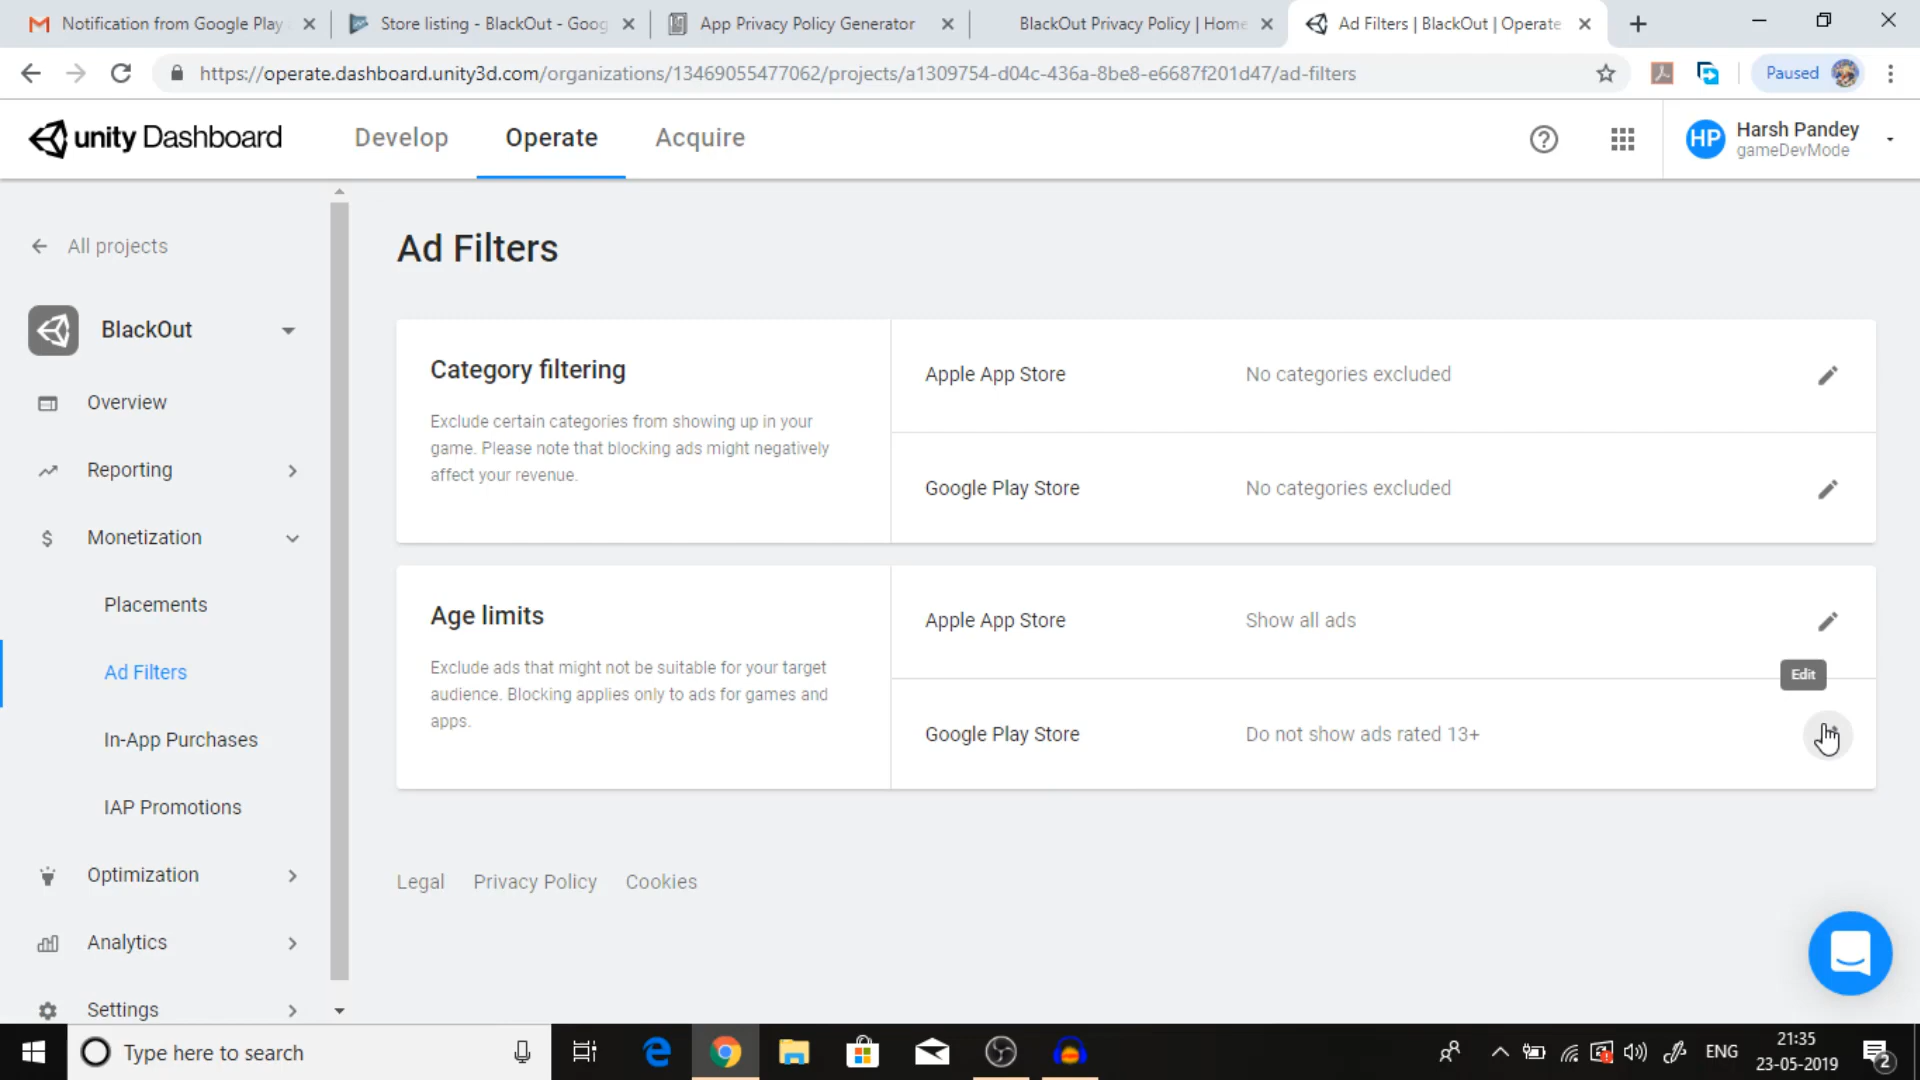 Notification from Google Play
Store listing - BlackOut - Goog
App Privacy Policy Generator
BlackOut Privacy Policy | Home
Ad Filters | BlackOut | Operate
https://operate.dashboard.unity3d.com/organizations/13469055477062/projects/a1309754-d04c-436a-8be8-e6687f201d47/ad-filters
Paused
unity Dashboard
Develop
Operate
Acquire
HP
Harsh Pandey
gameDevMode
All projects
BlackOut
Overview
Reporting
Monetization
Placements
Ad Filters
In-App Purchases
IAP Promotions
Optimization
Analytics
Settings
Ad Filters
Category filtering
Exclude certain categories from showing up in your
game. Please note that blocking ads might negatively
affect your revenue.
Apple App Store
No categories excluded
Google Play Store
No categories excluded
Age limits
Exclude ads that might not be suitable for your target
audience. Blocking applies only to ads for games and
apps.
Apple App Store
Show all ads
Edit
Google Play Store
Do not show ads rated 13+
Legal
Privacy Policy
Cookies
Type here to search
ENG
21:35
23-05-2019
2